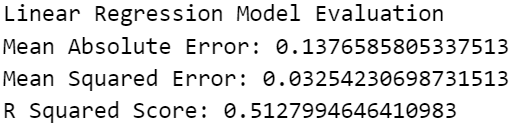 Linear Regression Model Evaluation
Mean Absolute Error: 0.1376585805337513
Mean Squared Error: 0.03254230698731513
R Squared Score: 0.5127994646410983